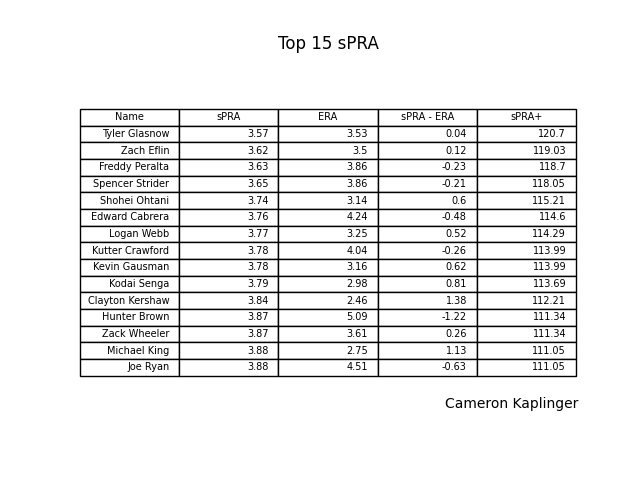 Top 15 sPRA
Name sPRA ERA sPRA - ERA sPRA+
Tyler Glasnow 3.57 3.53 0.04 120.7
Zach Eflin 3.62 3.5 0.12 119.03
Freddy Peralta 3.63 3.86 -0.23 118.7
Spencer Strider 3.65 3.86 -0.21 118.05
Shohei Ohtani 3.74 3.14 0.6 115.21
Edward Cabrera 3.76 4.24 -0.48 114.6
Logan Webb 3.77 3.25 0.52 114.29
Kutter Crawford 3.78 4.04 -0.26 113.99
Kevin Gausman 3.78 3.16 0.62 113.99
Kodai Senga 3.79 2.98 0.81 113.69
Clayton Kershaw 3.84 2.46 1.38 112.21
Hunter Brown 3.87 5.09 -1.22 111.34
Zack Wheeler 3.87 3.61 0.26 111.34
Michael King 3.88 2.75 1.13 111.05
Joe Ryan 3.88 4.51 -0.63 111.05
Cameron Kaplinger